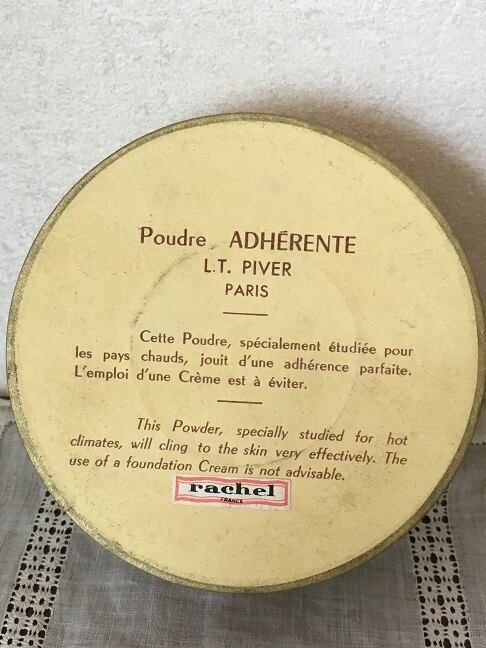 Poudre ADHÉRENTE
L.T. PIVER
PARIS
Cette Poudre, spécialement étudiée pour
les pays chauds, jouit d'une adhérence parfaite.
L'emploi d'une Crème est à éviter.
This Powder, specially studied for hot
climates, will cling to the skin very effectively. The
use of a foundation Cream is not advisable.
rachel
FRANCE